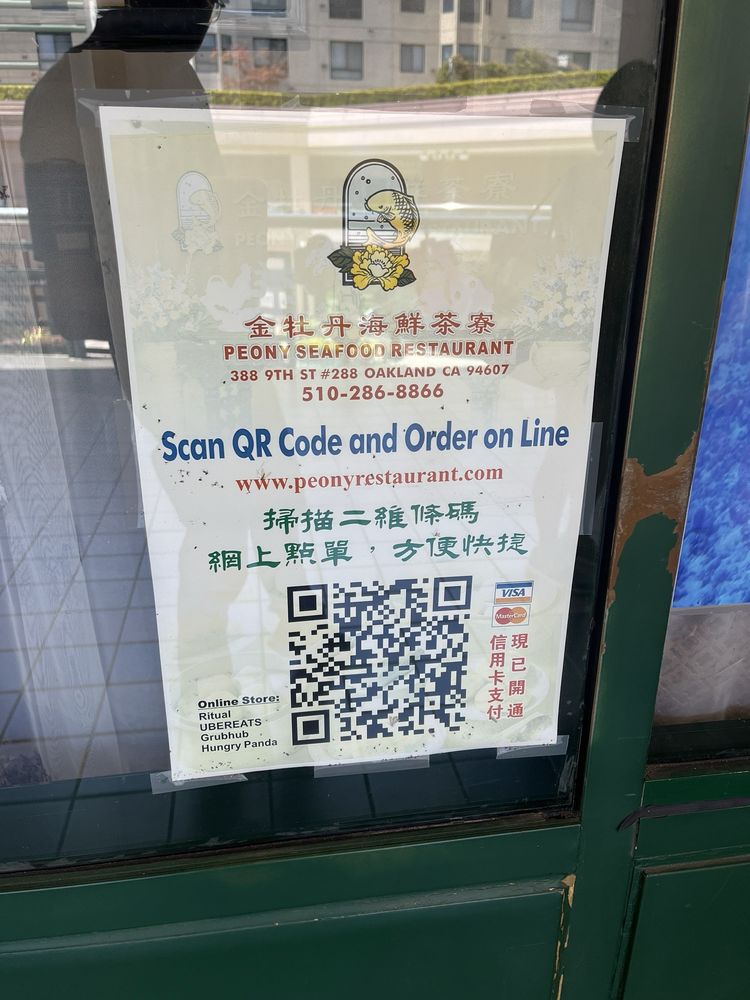 金牡丹海鮮茶寮
PEONY SEAFOOD RESTAURANT
388 9TH ST #288 OAKLAND CA 94607
510-286-8866
Scan QR Code and Order on Line
www.peonyrestaurant.com
掃描二維條碼
網上點單，方便快捷
VISA
MasterCard
現已開通
信用卡支付
Online Store:
Ritual
UBEREATS
Grubhub
Hungry Panda